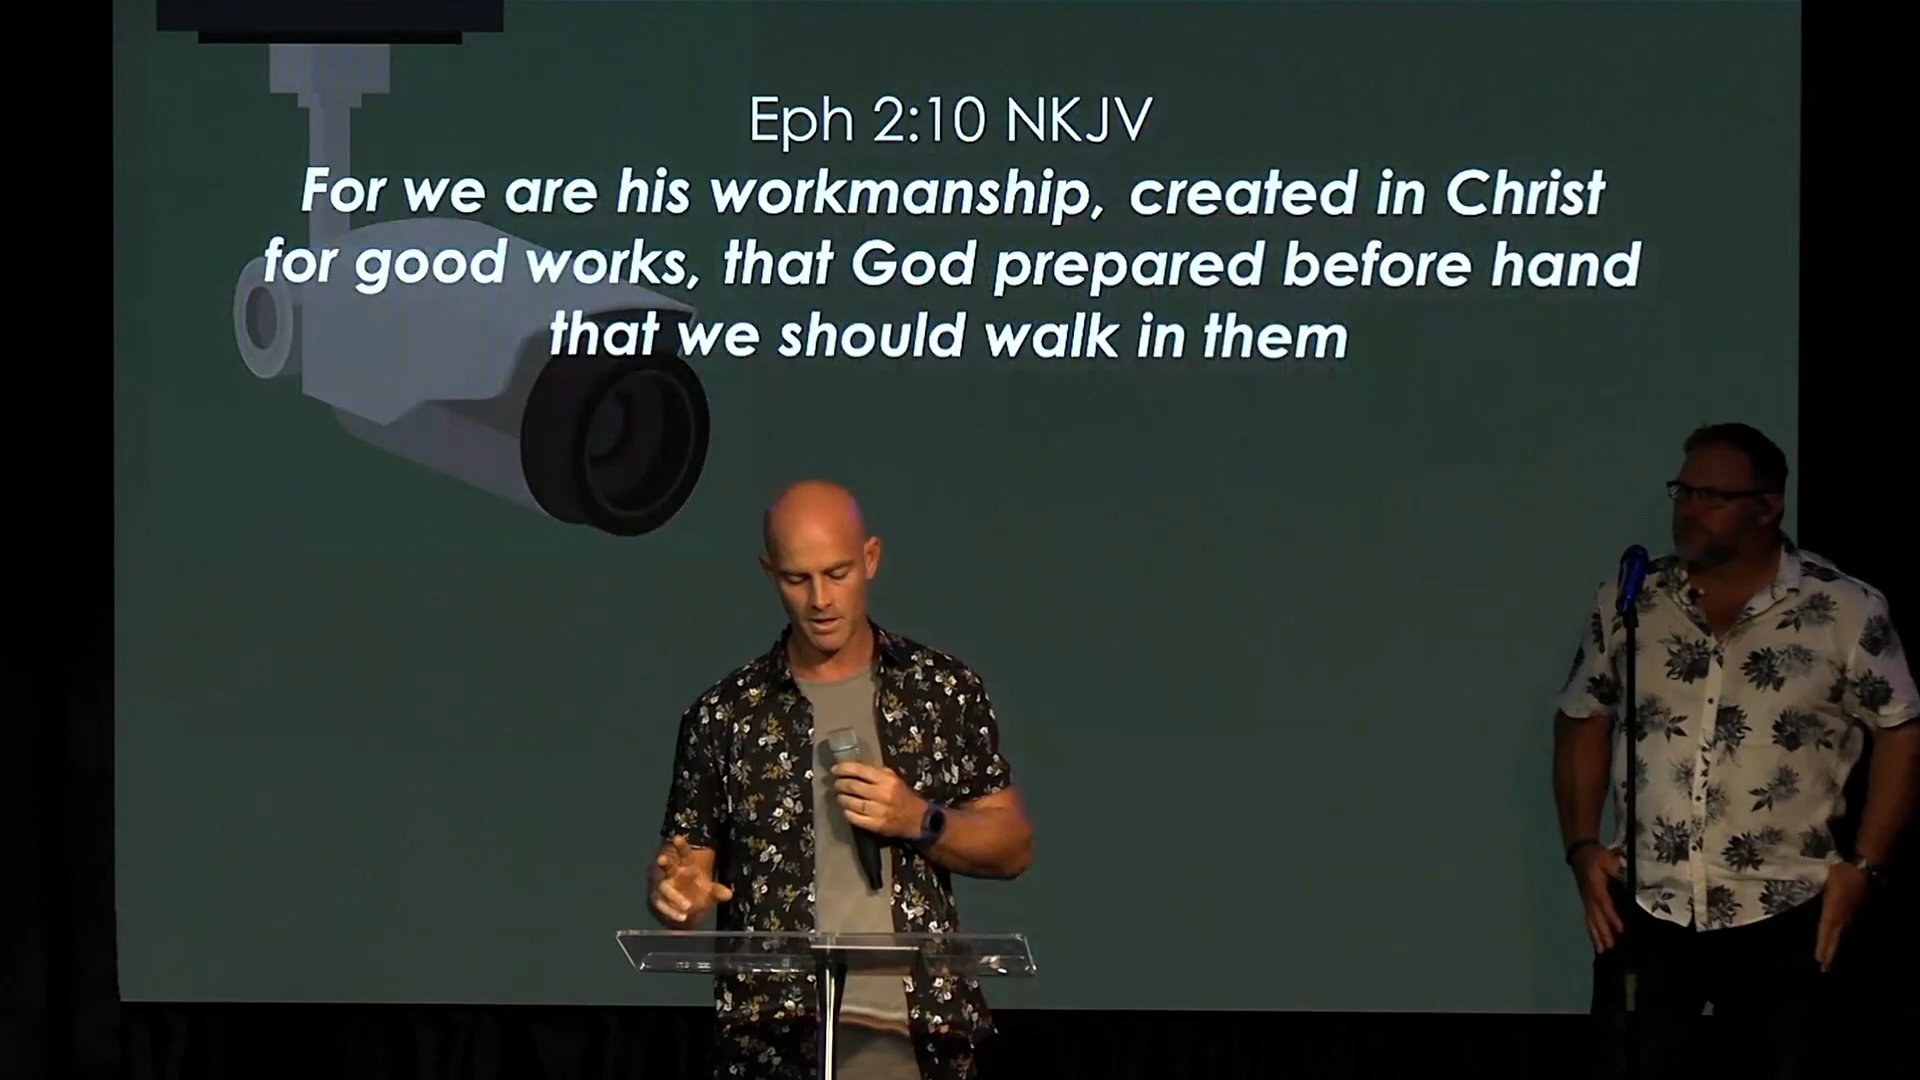 Eph 2:10 NKJV
For we are his workmanship, created in Christ
for good works, that God prepared before hand
that we should walk in them